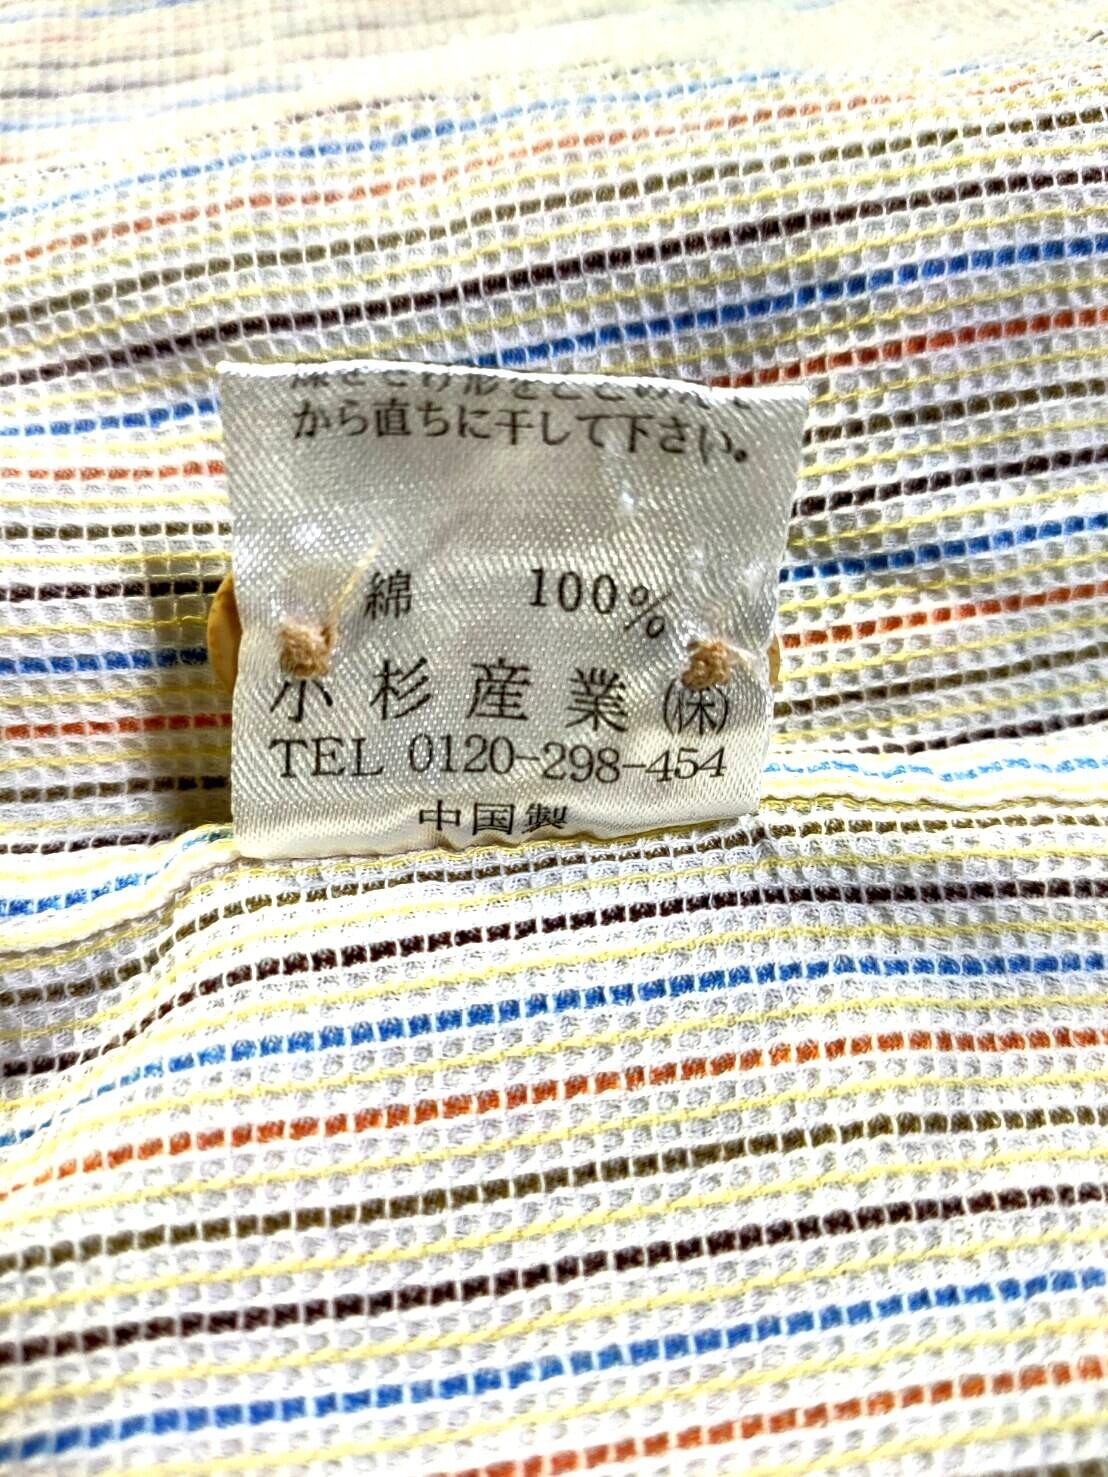 から直ちに干して下さい。
綿 100%
小杉産業(株)
TEL 0120-298-454
中国製